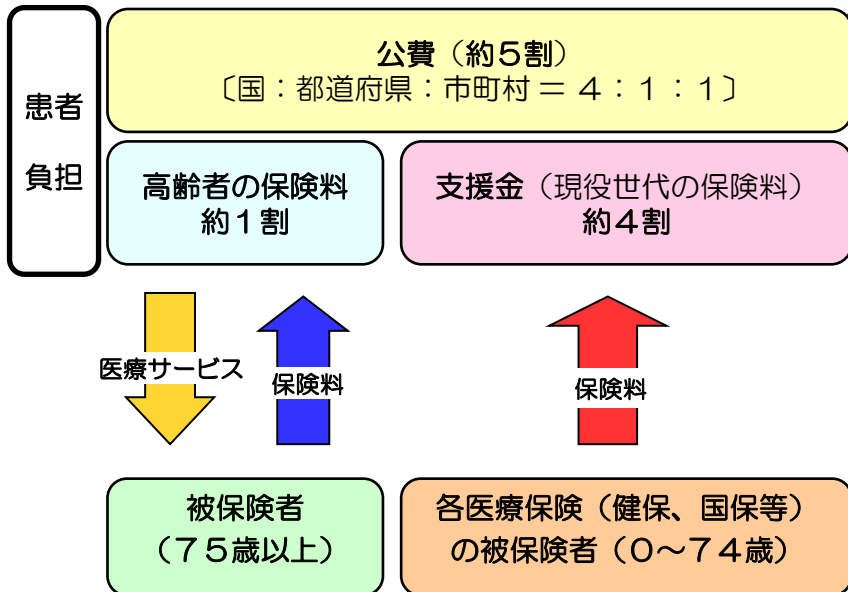 患者
負担
公費（約５割）
〔国：都道府県：市町村＝４：１：１〕
高齢者の保険料
約１割
支援金（現役世代の保険料）
約４割
医療サービス
保険料
保険料
被保険者
（７５歳以上）
各医療保険（健保、国保等）
の被保険者（０～７４歳）